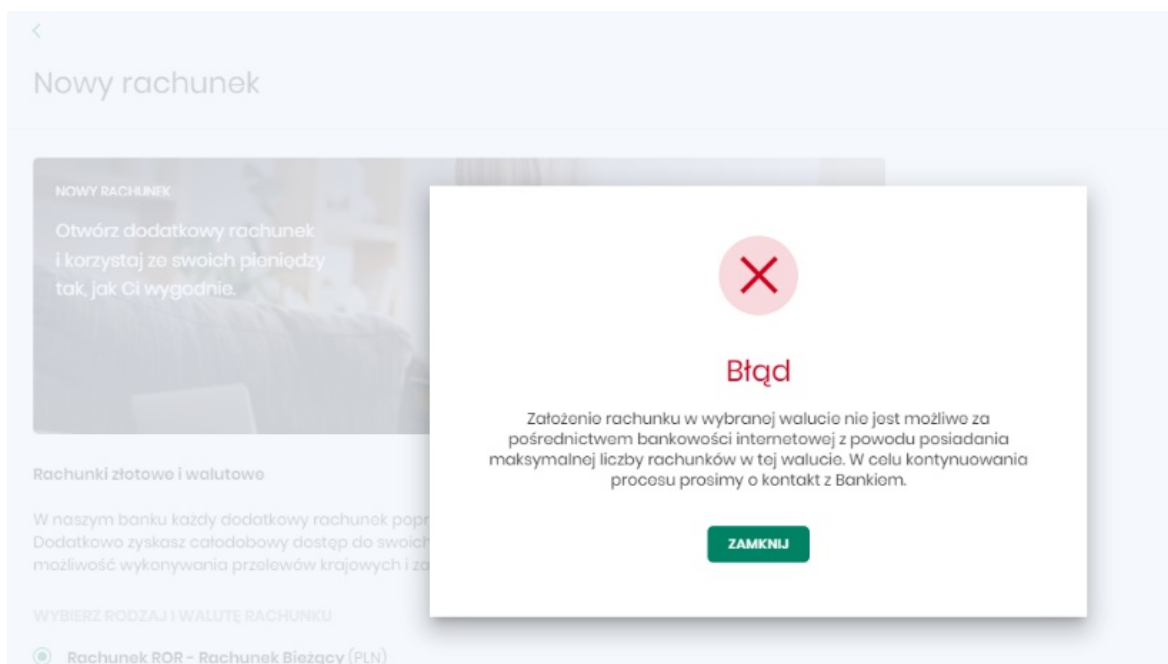 Nowy rachunek
NOWY RACHUNEK
Otwórz dodatkowy rachunek
i korzystaj ze swoich pieniędzy
tak, jak Ci wygodnie.
Błąd
Założenie rachunku w wybranej walucie nie jest możliwe za
pośrednictwem bankowości internetowej z powodu posiadania
maksymalnej liczby rachunków w tej walucie. W celu kontynuowania
procesu prosimy o kontakt z Bankiem.
ZAMKNIJ
Rachunki złotowe i walutowe
W naszym banku każdy dodatkowy rachunek
Dodatkowo zyskasz całodobowy dostęp do swoich
możliwość wykonywania przelewów krajowych i
WYBIERZ RODZAJ I WALUTĘ RACHUNKU
Rachunek ROR - Rachunek Bieżący (PLN)